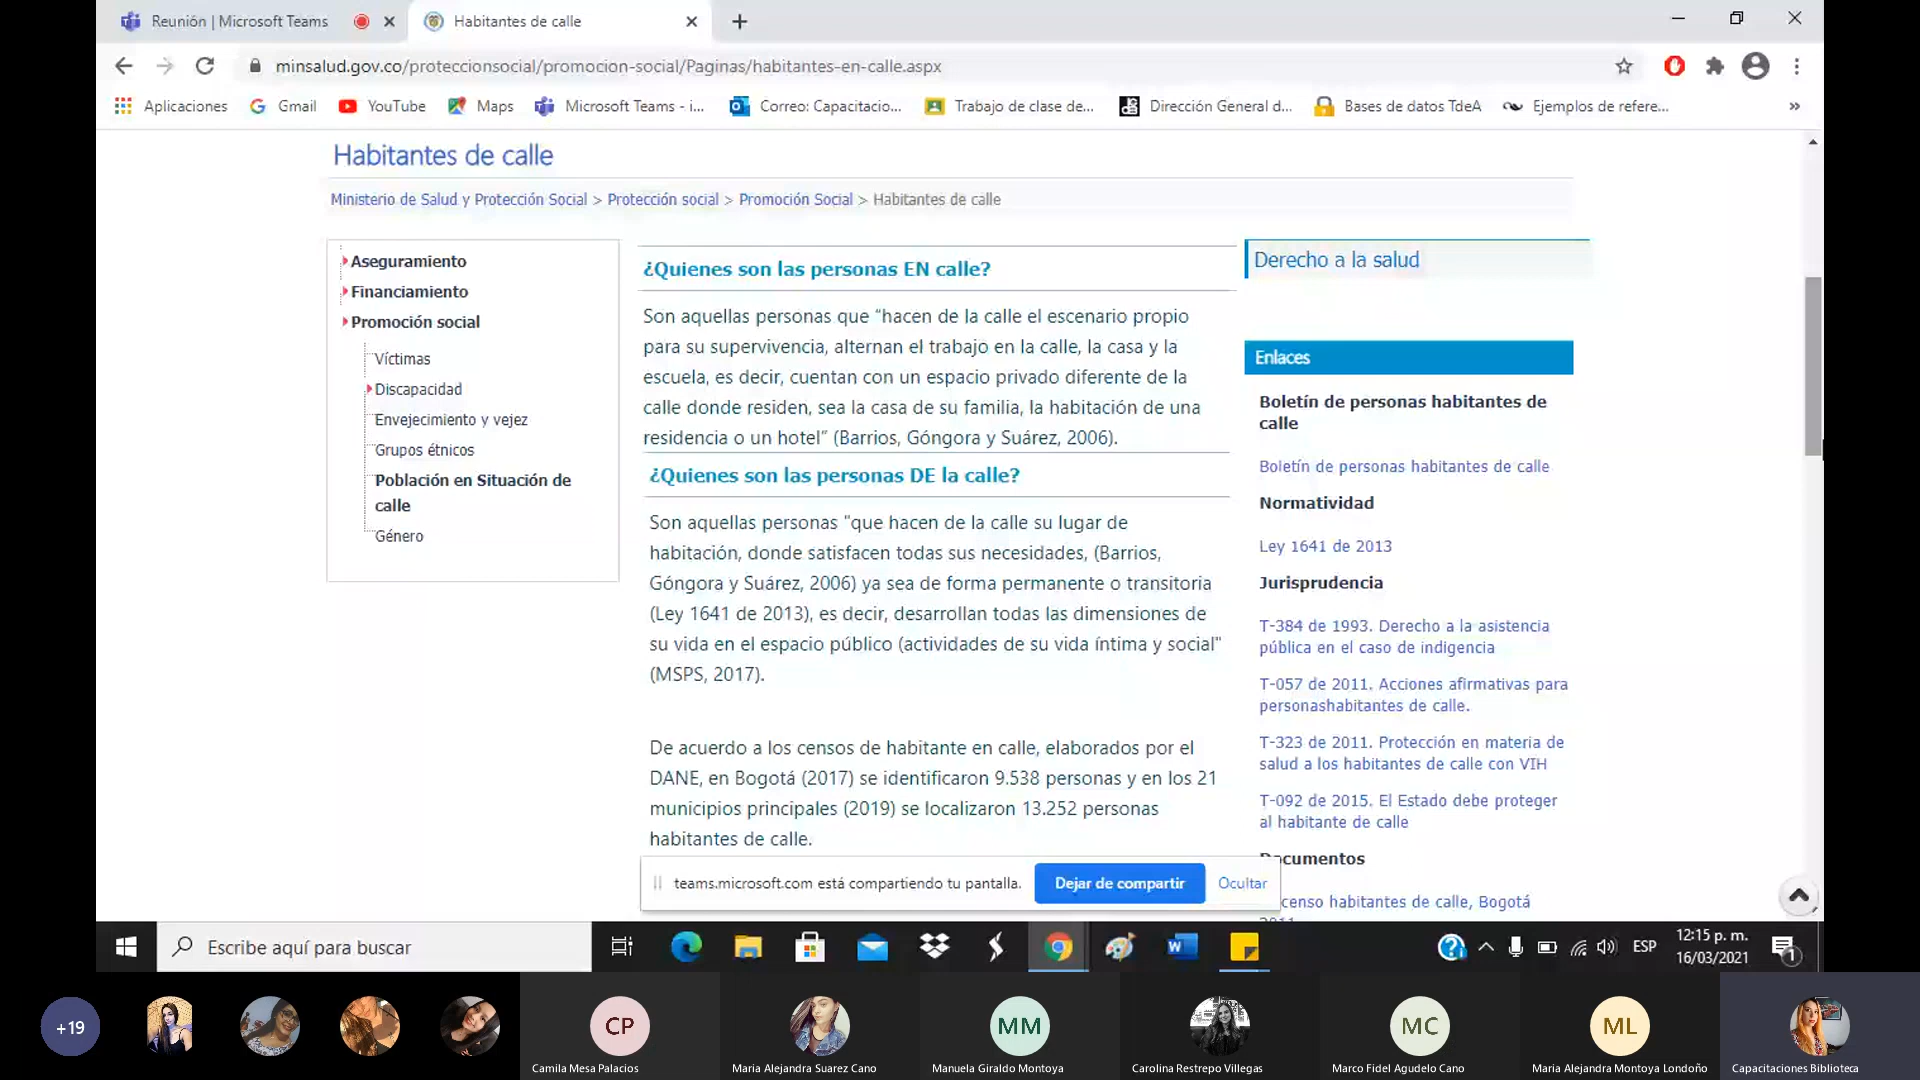 Reunión | Microsoft Teams
Habitantes de calle
minsalud.gov.co/proteccionsocial/promocion-social/Paginas/habitantes-en-calle.aspx
Aplicaciones
Gmail
YouTube
Maps
Microsoft Teams - i...
Correo: Capacitacio...
Trabajo de clase de...
Dirección General d...
Bases de datos TdeA
Ejemplos de refere...
»
Habitantes de calle
Ministerio de Salud y Protección Social > Protección social > Promoción Social > Habitantes de calle
Aseguramiento
Financiamiento
Promoción social
Víctimas
Discapacidad
Envejecimiento y vejez
Grupos étnicos
Población en Situación de
calle
Género
¿Quienes son las personas EN calle?
Son aquellas personas que “hacen de la calle el escenario propio
para su supervivencia, alternan el trabajo en la calle, la casa y la
escuela, es decir, cuentan con un espacio privado diferente de la
calle donde residen, sea la casa de su familia, la habitación de una
residencia o un hotel” (Barrios, Góngora y Suárez, 2006).
¿Quienes son las personas DE la calle?
Son aquellas personas "que hacen de la calle su lugar de
habitación, donde satisfacen todas sus necesidades, (Barrios,
Góngora y Suárez, 2006) ya sea de forma permanente o transitoria
(Ley 1641 de 2013), es decir, desarrollan todas las dimensiones de
su vida en el espacio público (actividades de su vida íntima y social"
(MSPS, 2017).
De acuerdo a los censos de habitante en calle, elaborados por el
DANE, en Bogotá (2017) se identificaron 9.538 personas y en los 21
municipios principales (2019) se localizaron 13.252 personas
habitantes de calle.
Derecho a la salud
Enlaces
Boletín de personas habitantes de
calle
Boletín de personas habitantes de calle
Normatividad
Ley 1641 de 2013
Jurisprudencia
T-384 de 1993. Derecho a la asistencia
pública en el caso de indigencia
T-057 de 2011. Acciones afirmativas para
personashabitantes de calle.
T-323 de 2011. Protección en materia de
salud a los habitantes de calle con VIH
T-092 de 2015. El Estado debe proteger
al habitante de calle
Documentos
censo habitantes de calle, Bogotá
teams.microsoft.com está compartiendo tu pantalla.
Dejar de compartir
Ocultar
Escribe aquí para buscar
ESP
12:15 p. m.
16/03/2021
1
+19
CP
MM
MC
ML
Camila Mesa Palacios
Maria Alejandra Suarez Cano
Manuela Giraldo Montoya
Carolina Restrepo Villegas
Marco Fidel Agudelo Cano
Maria Alejandra Montoya Londoño
Capacitaciones Biblioteca